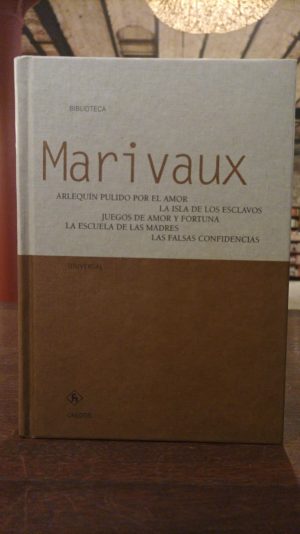 BIBLIOTECA
Marivaux
ARLEQUÍN PULIDO POR EL AMOR
LA ISLA DE LOS ESCLAVOS
JUEGOS DE AMOR Y FORTUNA
LA ESCUELA DE LAS MADRES
LAS FALSAS CONFIDENCIAS
UNIVERSAL
GREDOS